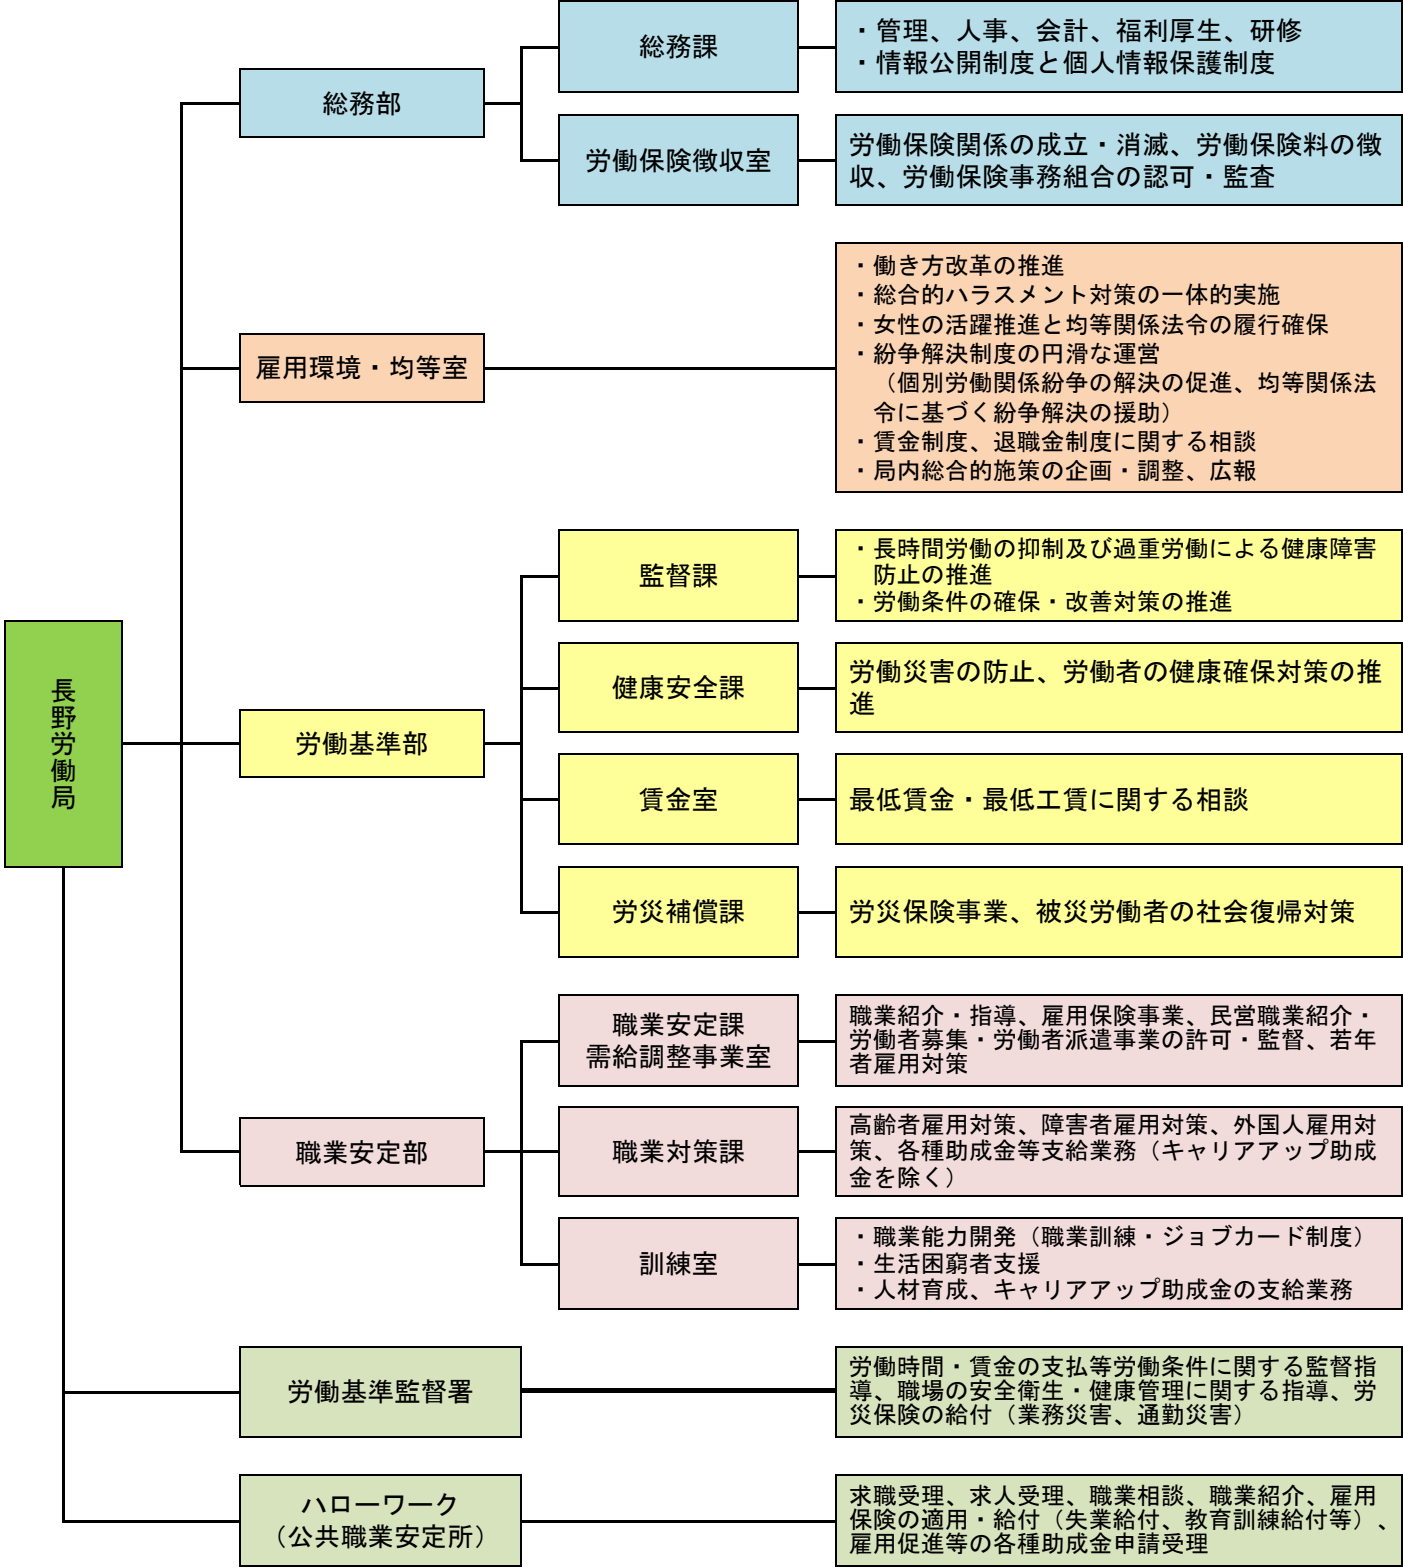 長野労働局
総務部
総務課
・管理、人事、会計、福利厚生、研修
・情報公開制度と個人情報保護制度
労働保険徴収室
労働保険関係の成立・消滅、労働保険料の徴
収、労働保険事務組合の認可・監査
雇用環境・均等室
・働き方改革の推進
・総合的ハラスメント対策の一体的実施
・女性の活躍推進と均等関係法令の履行確保
・紛争解決制度の円滑な運営
（個別労働関係紛争の解決の促進、均等関係法
令に基づく紛争解決の援助）
・賃金制度、退職金制度に関する相談
・局内総合的施策の企画・調整、広報
労働基準部
監督課
・長時間労働の抑制及び過重労働による健康障害
防止の推進
・労働条件の確保・改善対策の推進
健康安全課
労働災害の防止、労働者の健康確保対策の推
進
賃金室
最低賃金・最低工賃に関する相談
労災補償課
労災保険事業、被災労働者の社会復帰対策
職業安定部
職業安定課
需給調整事業室
職業紹介・指導、雇用保険事業、民営職業紹介・
労働者募集・労働者派遣事業の許可・監督、若年
者雇用対策
職業対策課
高齢者雇用対策、障害者雇用対策、外国人雇用対
策、各種助成金等支給業務（キャリアアップ助成
金を除く）
訓練室
・職業能力開発（職業訓練・ジョブカード制度）
・生活困窮者支援
・人材育成、キャリアアップ助成金の支給業務
労働基準監督署
労働時間・賃金の支払等労働条件に関する監督指
導、職場の安全衛生・健康管理に関する指導、労
災保険の給付（業務災害、通勤災害）
ハローワーク
（公共職業安定所）
求職受理、求人受理、職業相談、職業紹介、雇用
保険の適用・給付（失業給付、教育訓練給付等）、
雇用促進等の各種助成金申請受理